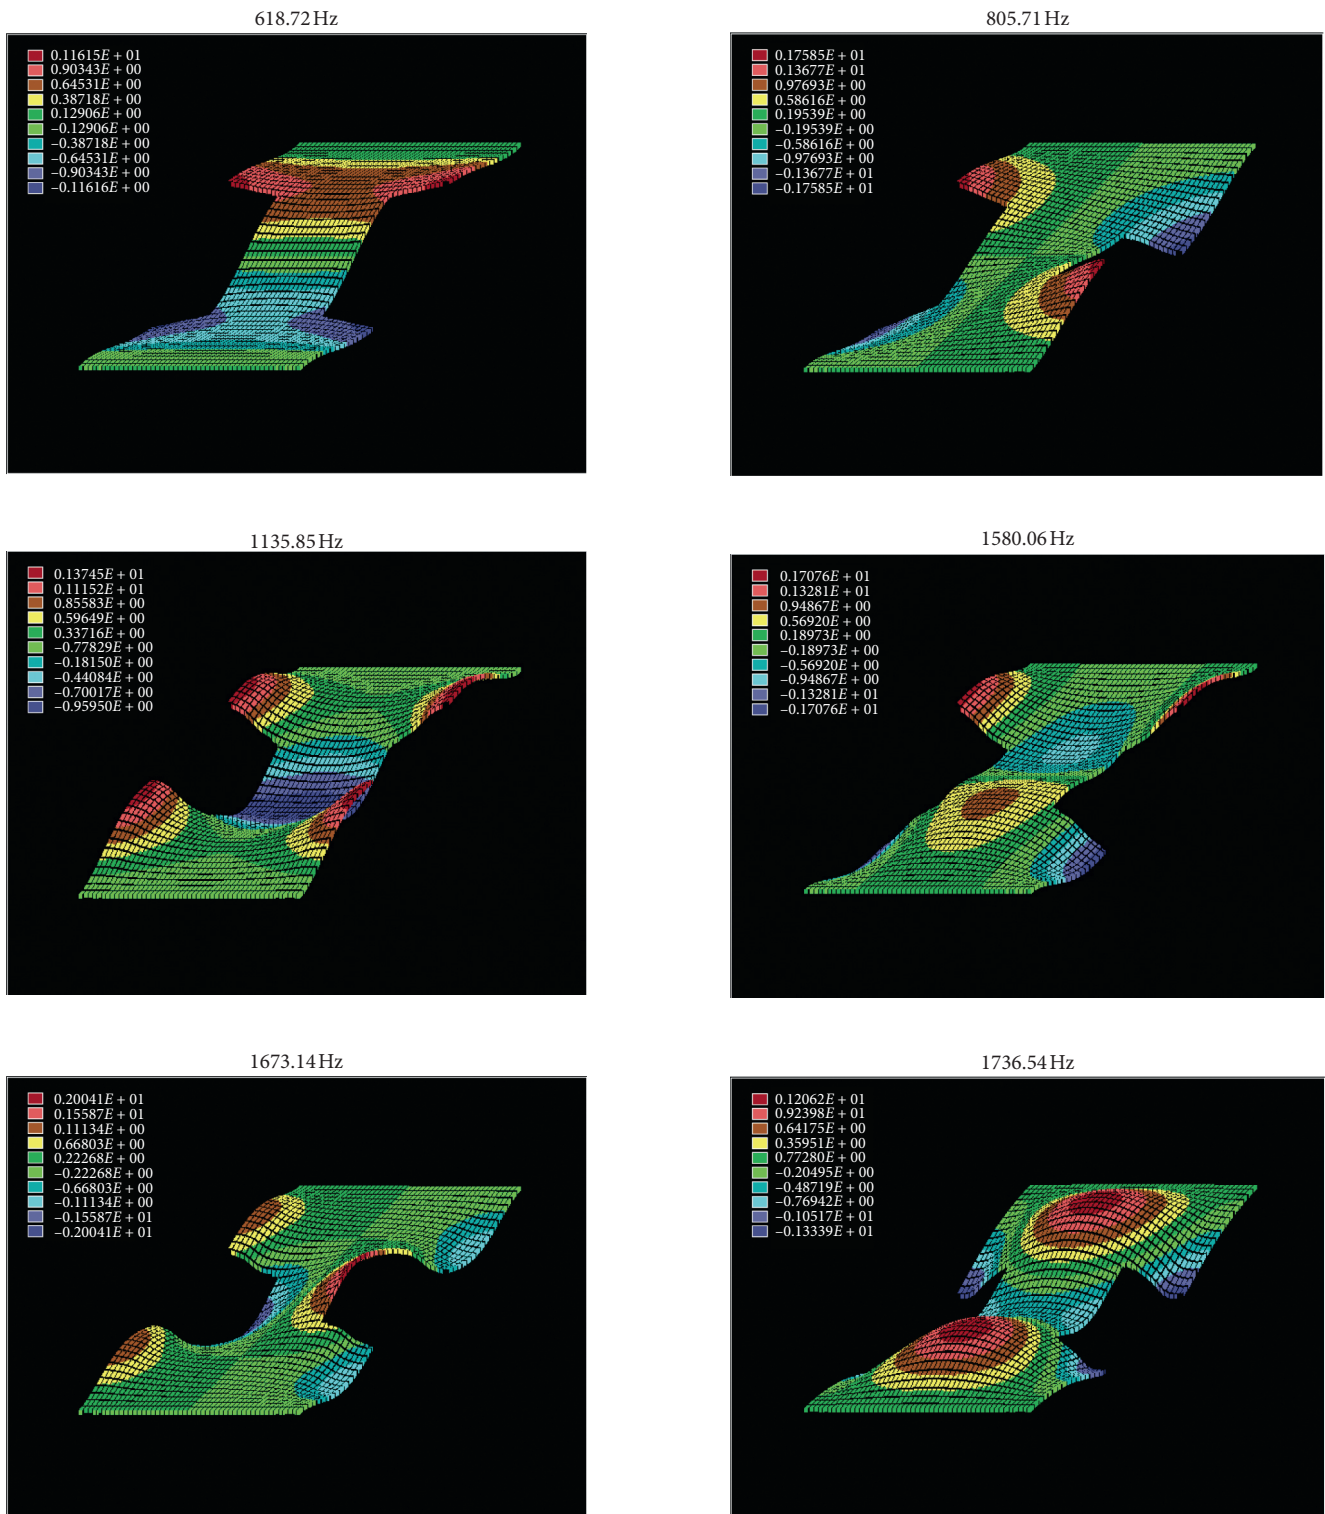 618.72 Hz
0.11615E + 01
0.90343E + 00
0.64531E + 00
0.38718E + 00
0.12906E + 00
−0.12906E + 00
−0.38718E + 00
−0.64531E + 00
−0.90343E + 00
−0.11616E + 00
805.71 Hz
0.17585E + 01
0.13677E + 01
0.97693E + 00
0.58616E + 00
0.19539E + 00
−0.19539E + 00
−0.58616E + 00
−0.97693E + 00
−0.13677E + 01
−0.17585E + 01
1135.85 Hz
0.13745E + 01
0.11152E + 01
0.85583E + 00
0.59649E + 00
0.33716E + 00
−0.77829E + 00
−0.18150E + 00
−0.44084E + 00
−0.70017E + 00
−0.95950E + 00
1580.06 Hz
0.17076E + 01
0.13281E + 01
0.94867E + 00
0.56920E + 00
0.18973E + 00
−0.18973E + 00
−0.56920E + 00
−0.94867E + 00
−0.13281E + 01
−0.17076E + 01
1673.14 Hz
0.20041E + 01
0.15587E + 01
0.11134E + 00
0.66803E + 00
0.22268E + 00
−0.22268E + 00
−0.66803E + 00
−0.11134E + 00
−0.15587E + 01
−0.20041E + 01
1736.54 Hz
0.12062E + 01
0.92398E + 01
0.64175E + 00
0.35951E + 00
0.77280E + 00
−0.20495E + 00
−0.48719E + 00
−0.76942E + 00
−0.10517E + 01
−0.13339E + 01